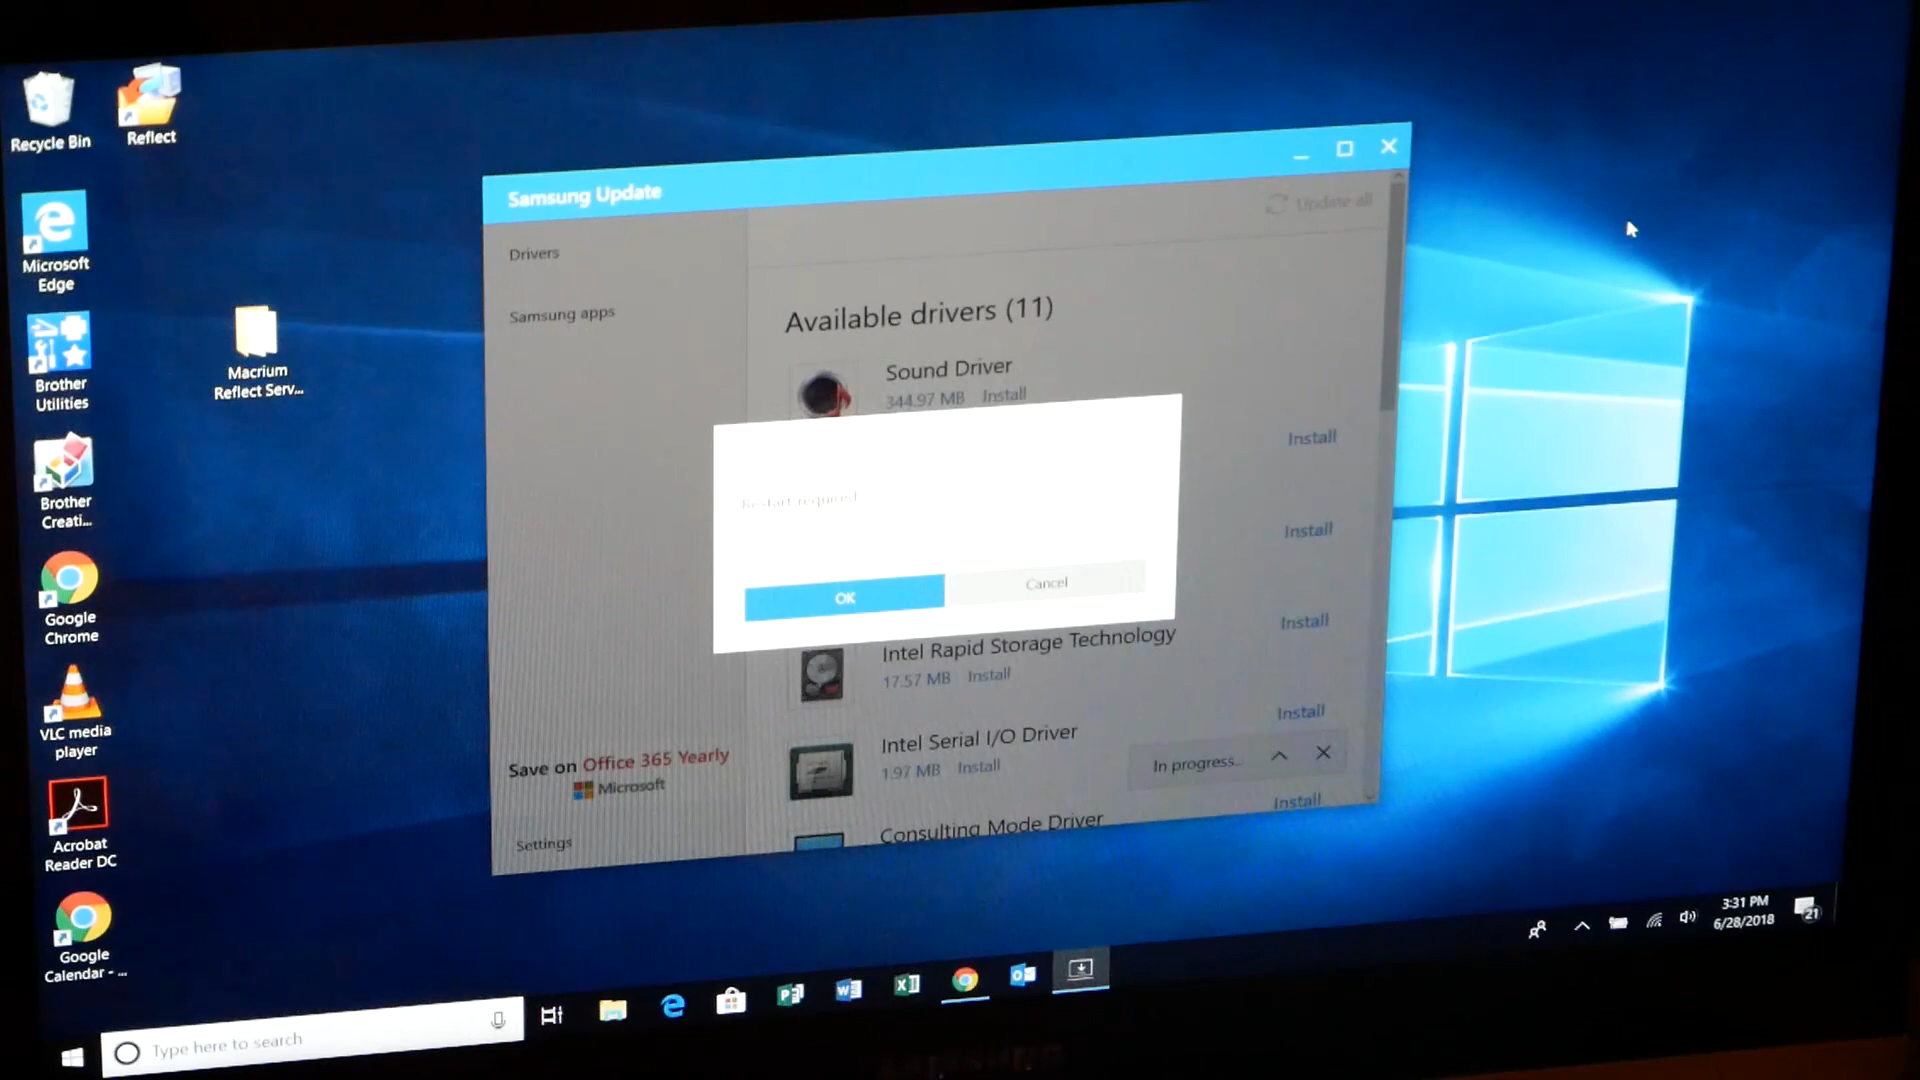 Recycle Bin
Reflect
Microsoft
Edge
Brother
Utilities
Macrium
Reflect Serv...
Brother
Creati...
Google
Chrome
VLC media
player
Acrobat
Reader DC
Google
Calendar - ...
Samsung Update
Drivers
Samsung apps
Save on Office 365 Yearly
Microsoft
Settings
Update all
Available drivers (11)
Sound Driver
344.97 MB Install
Install
Install
Restart required
OK
Cancel
Install
Intel Rapid Storage Technology
17.57 MB Install
Install
Intel Serial I/O Driver
1.97 MB Install
In progress..
Install
Consulting Mode Driver
Type here to search
3:31 PM
6/28/2018
21